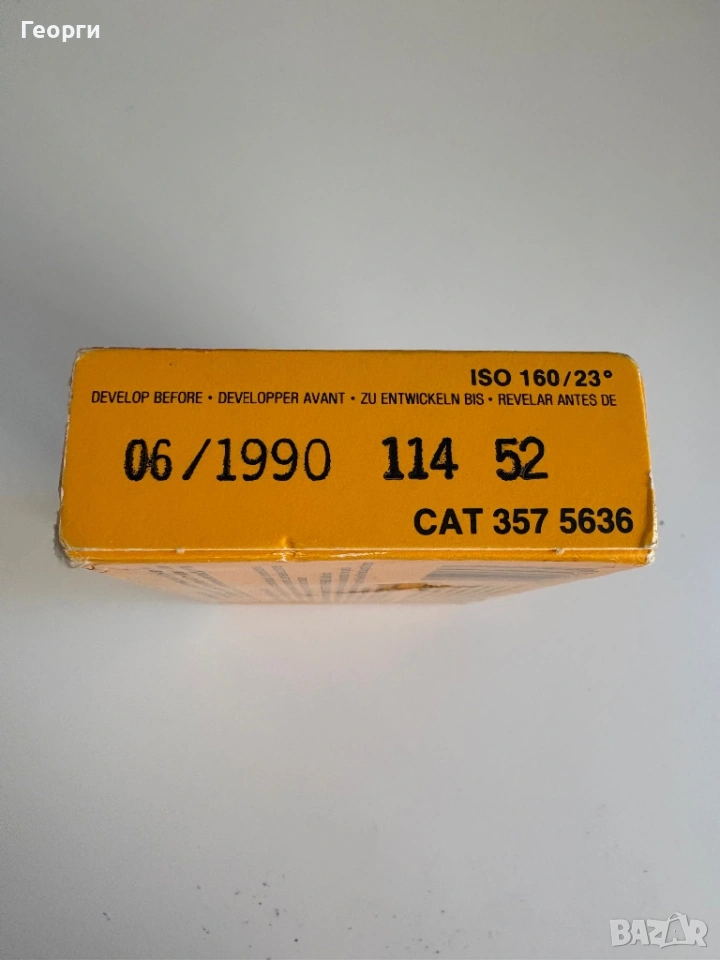 Георги
ISO 160/23°
DEVELOP BEFORE • DEVELOPPER AVANT • ZU ENTWICKELN BIS • REVELAR ANTES DE
06/1990 114 52
CAT 357 5636
BAZAR